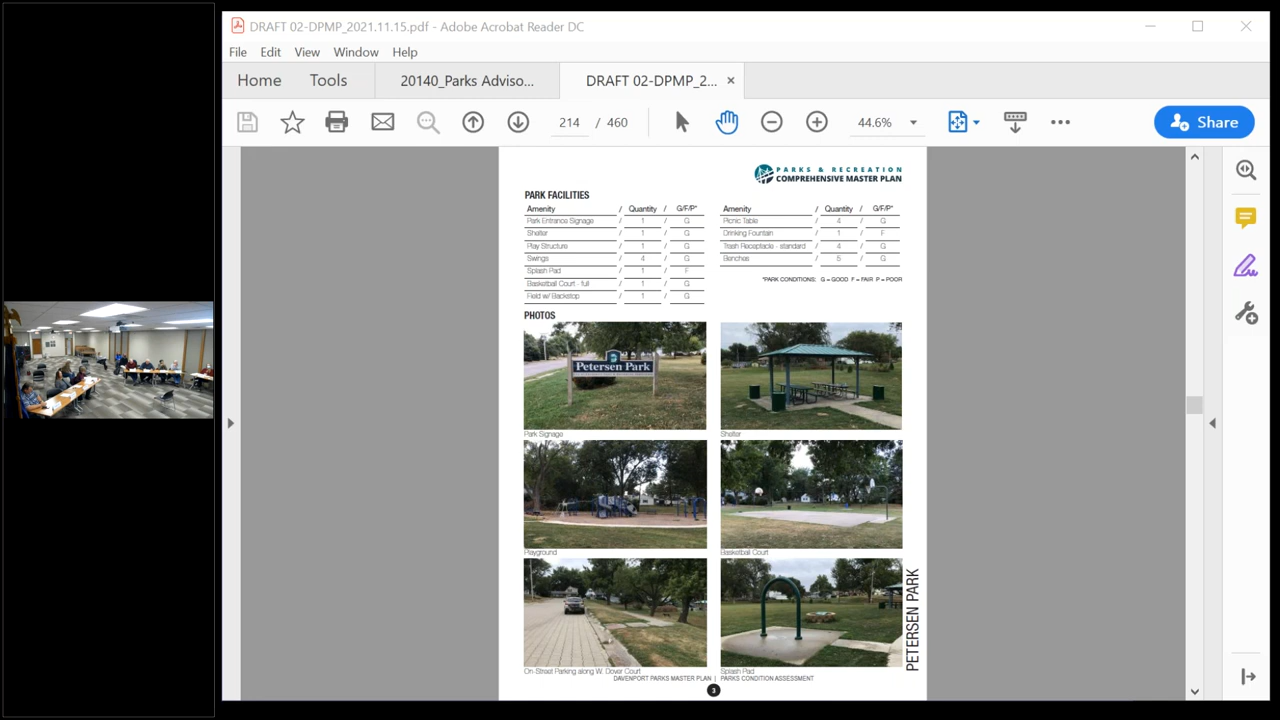 DRAFT 02-DPMP_2021.11.15.pdf - Adobe Acrobat Reader DC
File Edit View Window Help
Home Tools 20140_Parks Adviso... DRAFT 02-DPMP_2... ×
214 / 460 44.6% Share
PARKS & RECREATION
COMPREHENSIVE MASTER PLAN
PARK FACILITIES
Amenity / Quantity / G/F/P*
Park Entrance Signage / 1 / G
Shelter / 1 / G
Play Structure / 1 / G
Swings / 4 / G
Splash Pad / 1 / F
Basketball Court - full / 1 / G
Field w/ Backstop / 1 / G
Amenity / Quantity / G/F/P*
Picnic Table / 4 / G
Drinking Fountain / 1 / F
Trash Receptacle - standard / 4 / G
Benches / 6 / G
*PARK CONDITIONS: G = GOOD F = FAIR P = POOR
PHOTOS
Petersen Park
Park Signage
Shelter
Playground
Basketball Court
On-Street Parking along W. Dover Court
Splash Pad
PETERSEN PARK
DAVENPORT PARKS MASTER PLAN | PARKS CONDITION ASSESSMENT
3